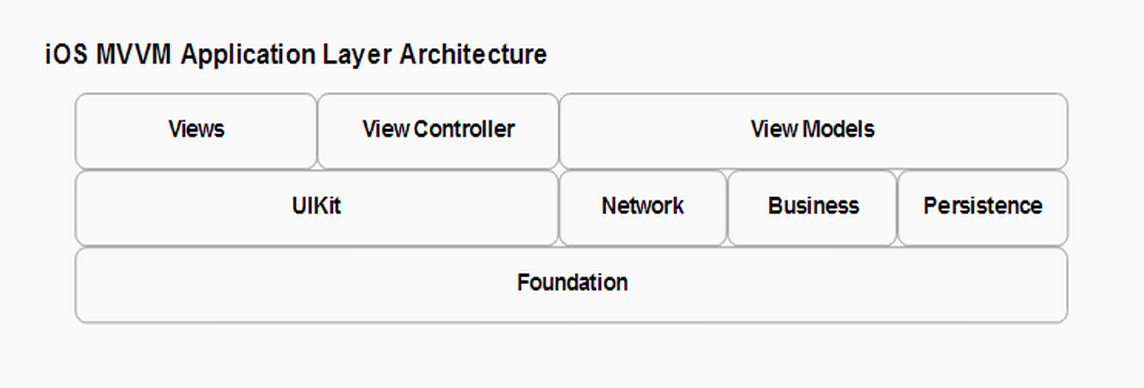 iOS MVVM Application Layer Architecture
Views View Controller View Models
UIKit Network Business Persistence
Foundation